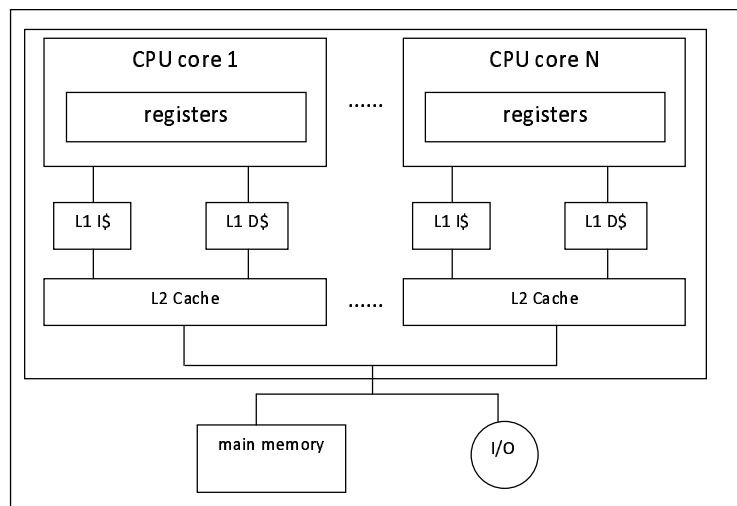 CPU core 1
CPU core N
......
registers
registers
L1 I$
L1 D$
L1 I$
L1 D$
L2 Cache
......
L2 Cache
main memory
I/O